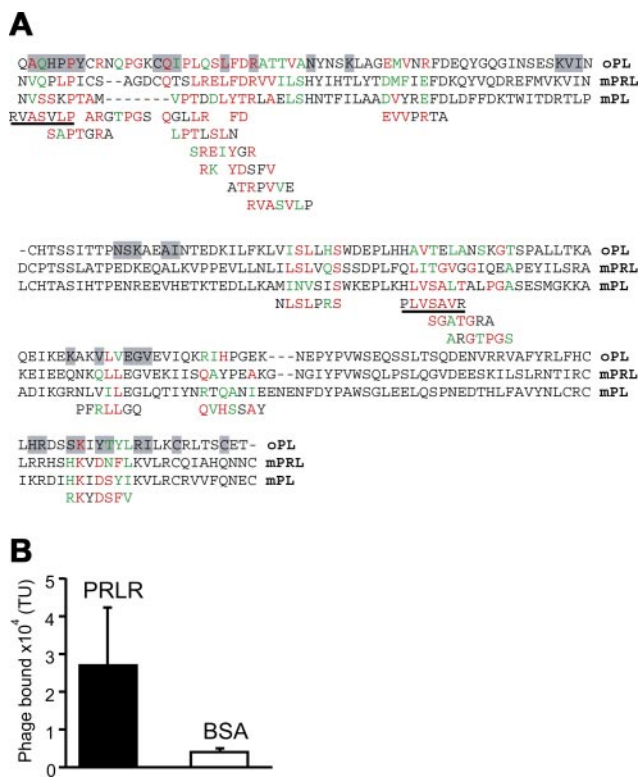 A
QAQHPPYCRNQPGKCQIPLQSLFDRATTVANYNSKLAGEMVNRFDEQYGQGINSESKVIN oPL
NVQPLPICS-AGDCQTSLRELFDRVVILSHYIHTLYTDMFIEFDKQYVQDREFMVKVIN mPRL
NVSSKPTAM-------VPTDDLYTRLAELSHNTFILAADVYREFDLDFFDKTWITDRTLP mPL
RVASVLP ARGTPGS QGLLR FD EVVPRTA
SAPTGRA LPTLSLN
SREIYGR
RK YDSFV
ATRPVVE
RVASVLP
-CHTSSITTPNSKAEAINTEDKILFKLVISLLHSWDEPLHHAVTELANSKGTSPALLTKA oPL
DCPTSSLATPEDKEQALKVPPEVLLNLILSLVQSSSDPLFQLITGVGGIQEAPEYILSRA mPRL
LCHTASIHTPENREEVHETKTEDLLKAMINVSISWKEPLKHLVSALTALPGASESMGKKA mPL
NLSLPRS PLVSAVR
SGATGRA
ARGTPGS
QEIKEKAKVLVEGVEVIQKRIHPGEK---NEPYPVWSEQSSLTSQDENVRRVAFYRLFHC oPL
KEIEEQNKQLLEGVEKIISQAYPEAKG--NGIYFVWSQLPSLQGVDEESKILSLRNTIRC mPRL
ADIKGRNLVILEGLQTIYNRTQANIEENENFDYPAWSGLEELQSPNEDTHLFAVYNLCRC mPL
PFRLLGQ QVHSSAY
LHRDSSKIYTYLRILKCRLTSCET- oPL
LRRHSHKVDNFLKVLRCQIAHQNNC mPRL
IKRDIHKIDSYIKVLRCRVVFQNEC mPL
RKYDSFV
B
Phage bound x10⁴ (TU)
5
4
3
2
1
0
PRLR
BSA